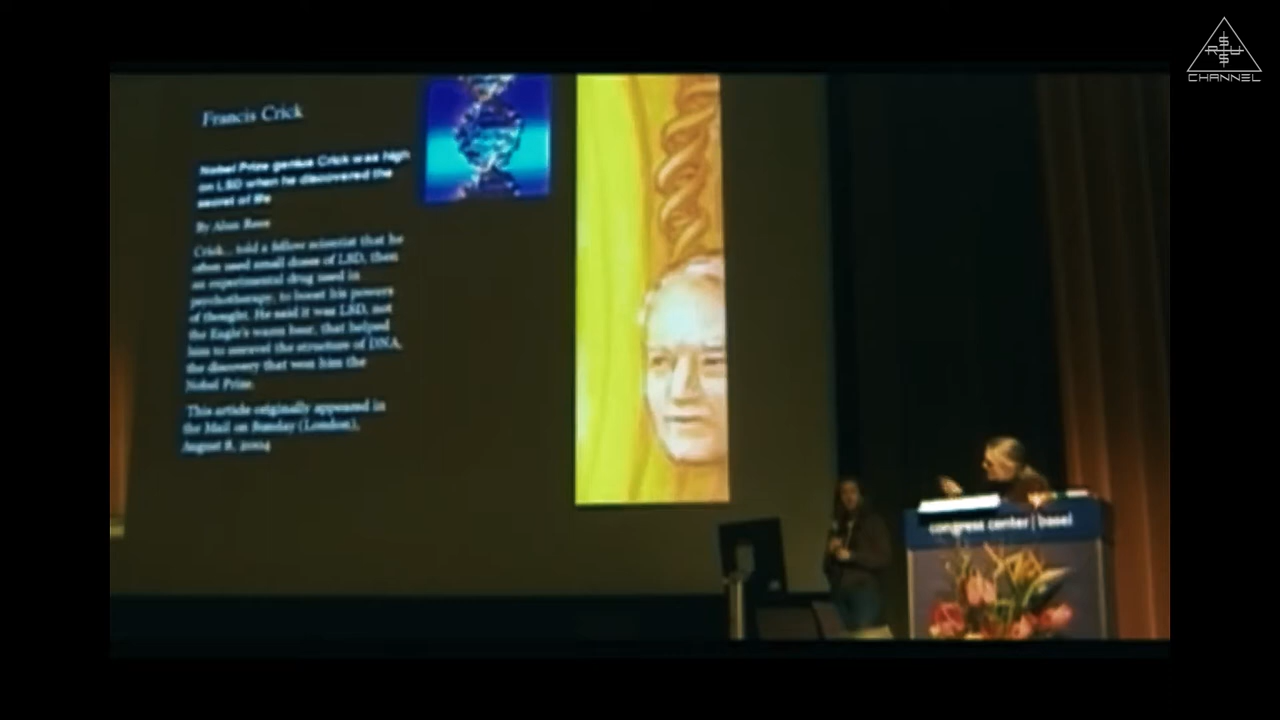 Francis Crick
Nobel Prize genius Crick was high
on LSD when he discovered the
secret of life
By Alun Rees
Crick... told a fellow scientist that he
often used small doses of LSD, then
an experimental drug used in
psychotherapy, to boost his powers
of thought. He said it was LSD, not
the Eagle's warm beer, that helped
him to unravel the structure of DNA,
the discovery that won him the
Nobel Prize.
This article originally appeared in
the Mail on Sunday (London),
August 8, 2004
congress center | basel
CHANNEL